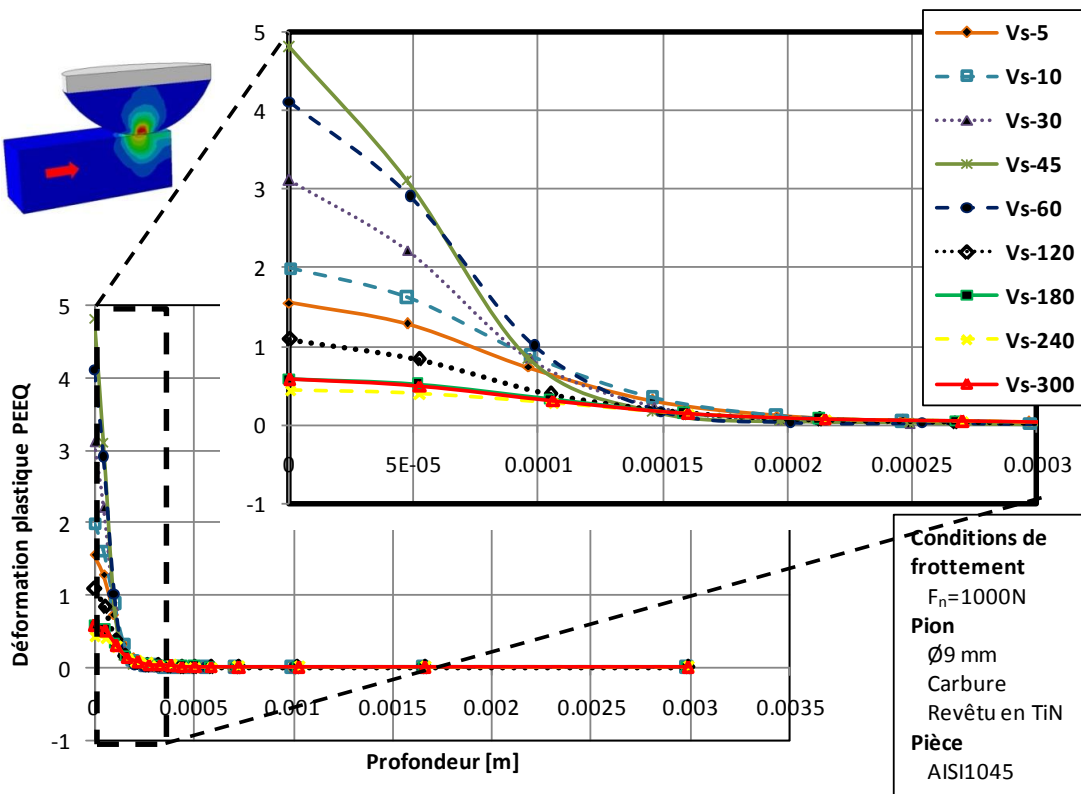 5
4
3
2
1
0
-1
0
5E-05
0.0001
0.00015
0.0002
0.00025
0.0003
Vs-5
Vs-10
Vs-30
Vs-45
Vs-60
Vs-120
Vs-180
Vs-240
Vs-300
Déformation plastique PEEQ
5
4
3
2
1
0
-1
0
0.0005
0.001
0.0015
0.002
0.0025
0.003
0.0035
Profondeur [m]
Conditions de
frottement
Fn=1000N
Pion
Ø9 mm
Carbure
Revêtu en TiN
Pièce
AISI1045